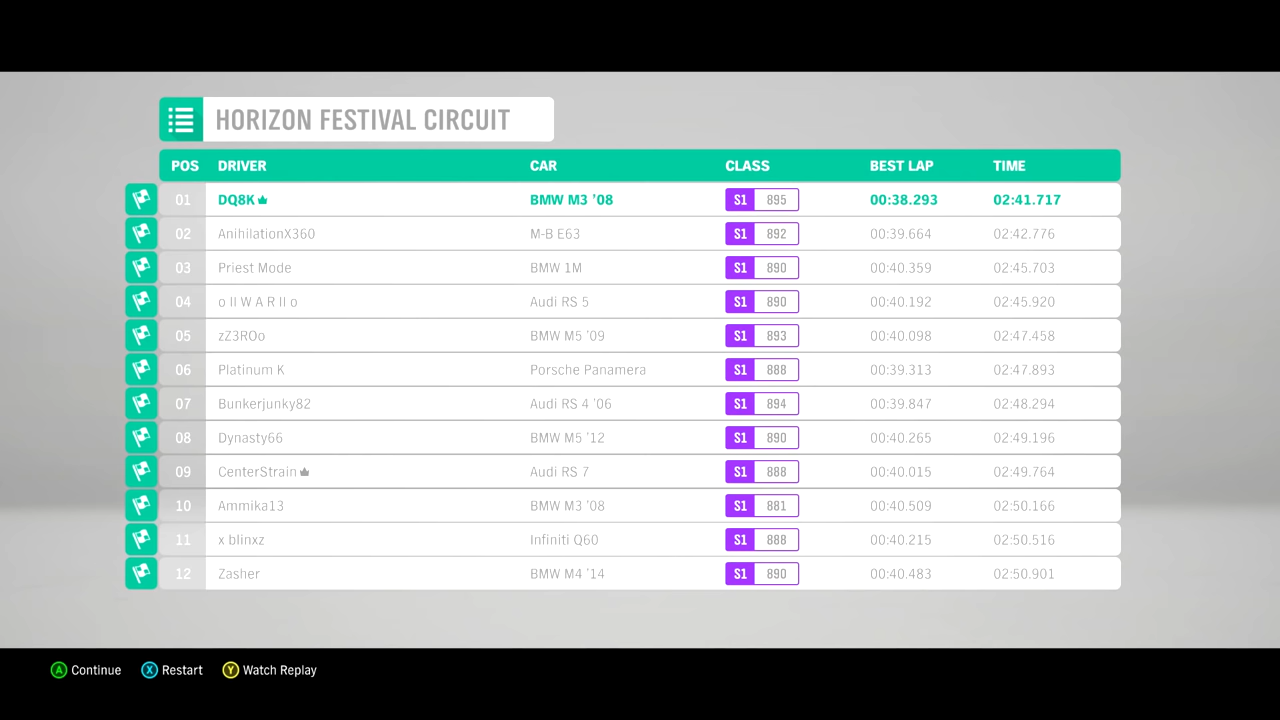 HORIZON FESTIVAL CIRCUIT
POS DRIVER CAR CLASS BEST LAP TIME
01 DQ8K BMW M3 '08 S1 895 00:38.293 02:41.717
02 AnihilationX360 M-B E63 S1 892 00:39.664 02:42.776
03 Priest Mode BMW 1M S1 890 00:40.359 02:45.703
04 o II W A R II o Audi RS 5 S1 890 00:40.192 02:45.920
05 zZ3ROo BMW M5 '09 S1 893 00:40.098 02:47.458
06 Platinum K Porsche Panamera S1 888 00:39.313 02:47.893
07 Bunkerjunky82 Audi RS 4 '06 S1 894 00:39.847 02:48.294
08 Dynasty66 BMW M5 '12 S1 890 00:40.265 02:49.196
09 CenterStrain Audi RS 7 S1 888 00:40.015 02:49.764
10 Ammika13 BMW M3 '08 S1 881 00:40.509 02:50.166
11 x blinxz Infiniti Q60 S1 888 00:40.215 02:50.516
12 Zasher BMW M4 '14 S1 890 00:40.483 02:50.901
A Continue X Restart Y Watch Replay